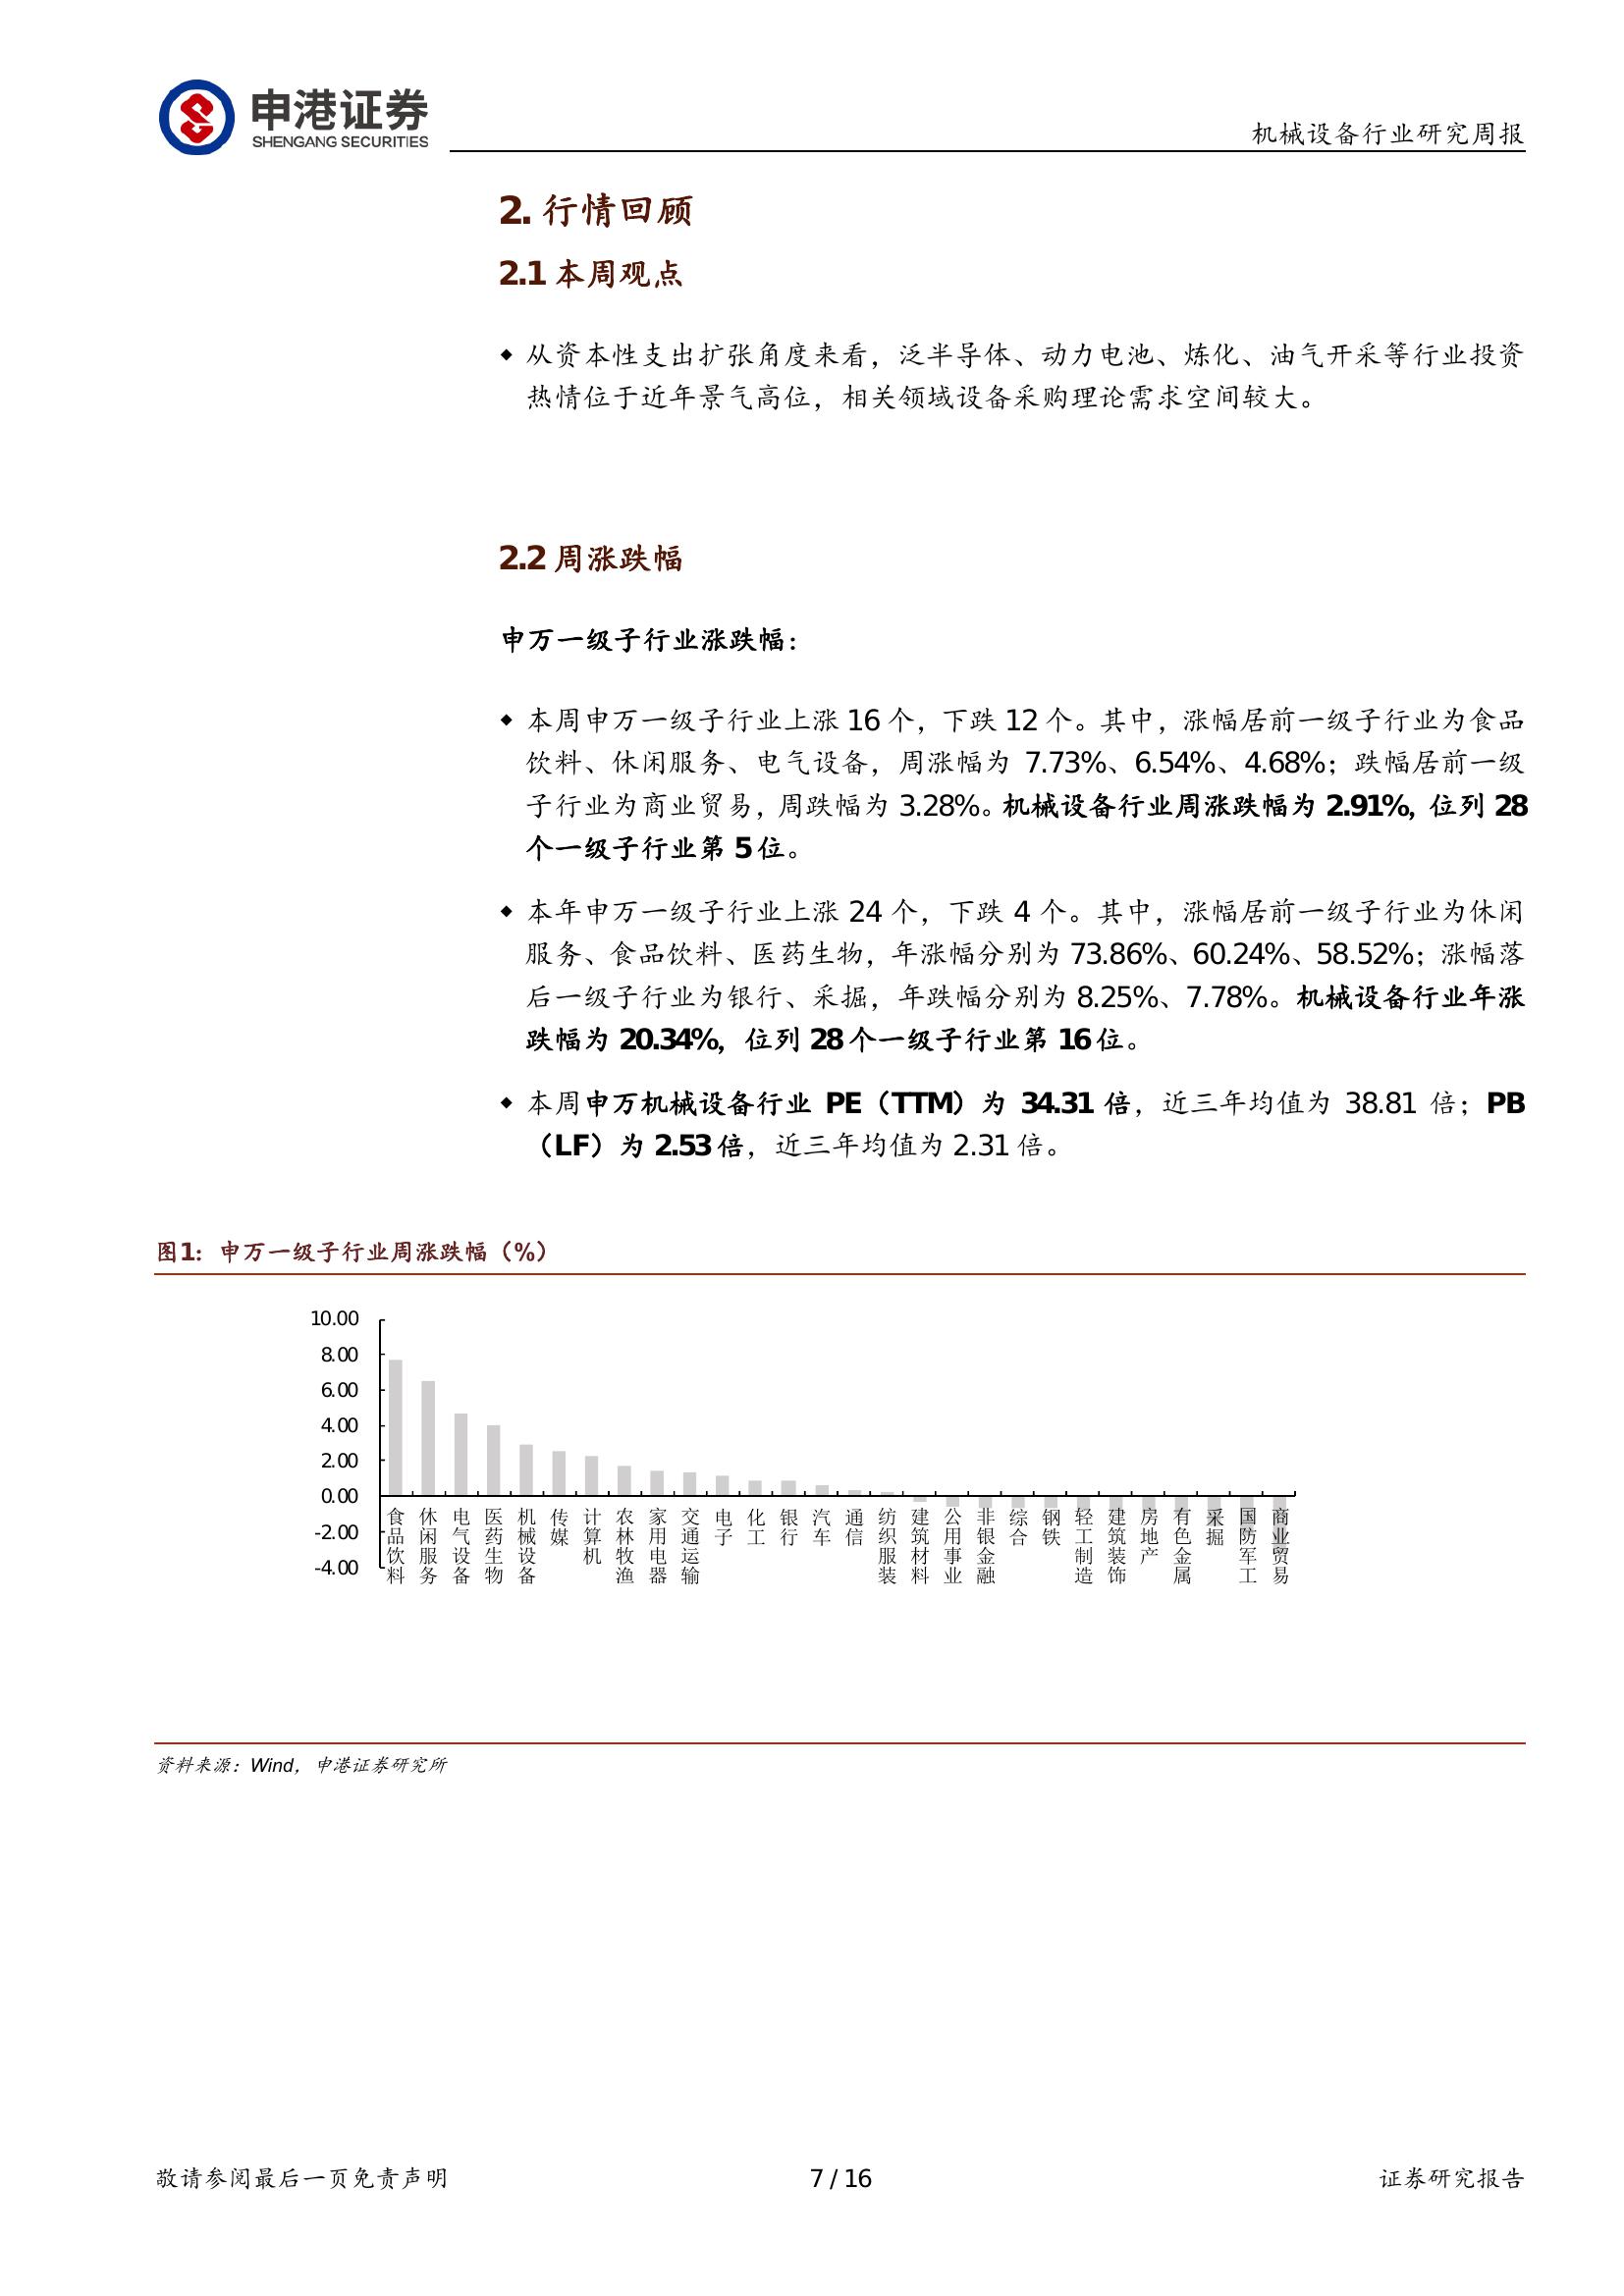 申港证券
SHENGANG SECURITIES
机械设备行业研究周报
2. 行情回顾
2.1 本周观点
◆ 从资本性支出扩张角度来看，泛半导体、动力电池、炼化、油气开采等行业投资
热情位于近年景气高位，相关领域设备采购理论需求空间较大。
2.2 周涨跌幅
申万一级子行业涨跌幅：
◆ 本周申万一级子行业上涨 16 个，下跌 12 个。其中，涨幅居前一级子行业为食品
饮料、休闲服务、电气设备，周涨幅为 7.73%、6.54%、4.68%；跌幅居前一级
子行业为商业贸易，周跌幅为 3.28%。机械设备行业周涨跌幅为 2.91%，位列 28
个一级子行业第 5 位。
◆ 本年申万一级子行业上涨 24 个，下跌 4 个。其中，涨幅居前一级子行业为休闲
服务、食品饮料、医药生物，年涨幅分别为 73.86%、60.24%、58.52%；涨幅落
后一级子行业为银行、采掘，年跌幅分别为 8.25%、7.78%。机械设备行业年涨
跌幅为 20.34%，位列 28 个一级子行业第 16 位。
◆ 本周申万机械设备行业 PE（TTM）为 34.31 倍，近三年均值为 38.81 倍；PB
（LF）为 2.53 倍，近三年均值为 2.31 倍。
图1：申万一级子行业周涨跌幅（%）
10.00
8.00
6.00
4.00
2.00
0.00
-2.00
-4.00
食品饮料
休闲服务
电气设备
医药生物
机械设备
传媒
计算机
农林牧渔
家用电器
交通运输
电子
化工
银行
汽车
通信
纺织服装
建筑材料
公用事业
非银金融
综合
钢铁
轻工制造
建筑装饰
房地产
有色金属
采掘
国防军工
商业贸易
资料来源：Wind，申港证券研究所
敬请参阅最后一页免责声明
7 / 16
证券研究报告